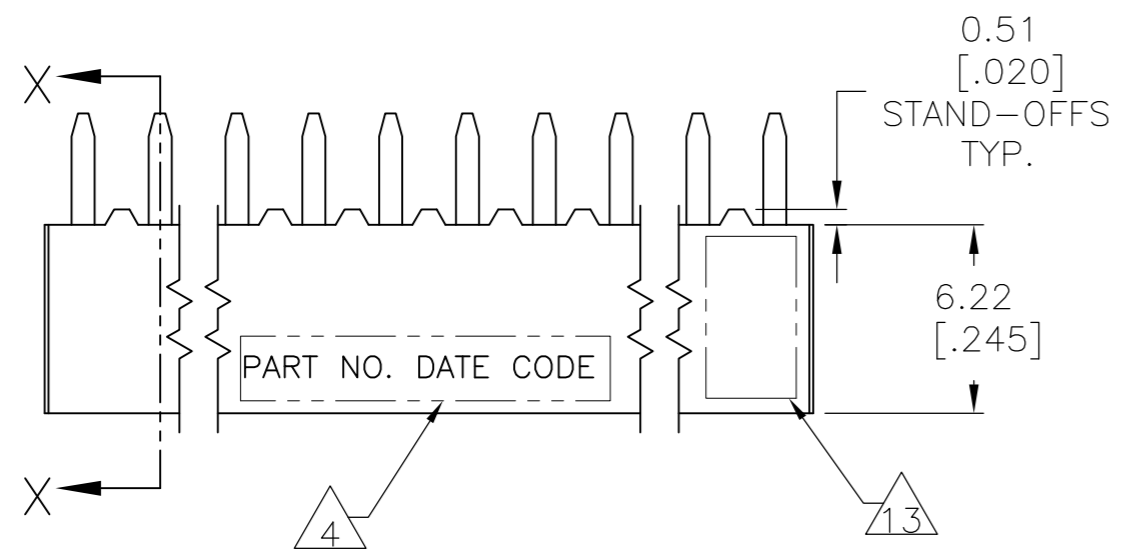 0.51
[.020]
STAND-OFFS
TYP.
X
6.22
[.245]
PART NO. DATE CODE
X
4
13